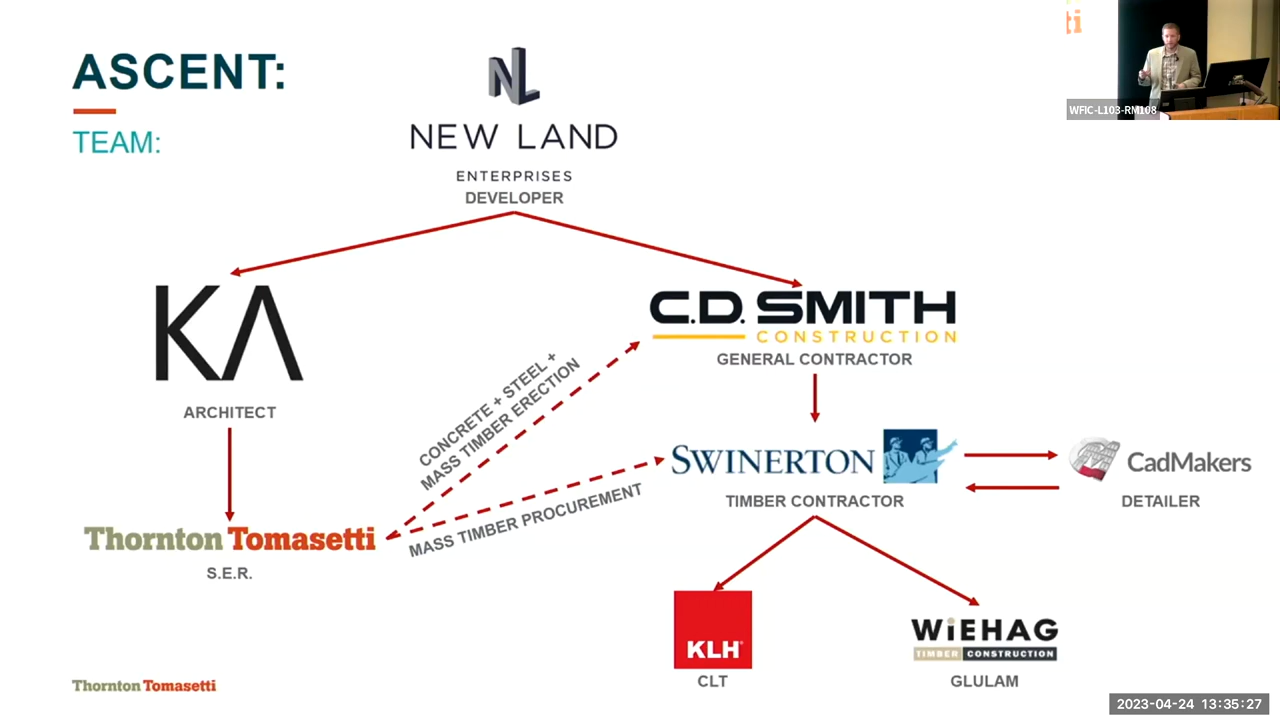 ASCENT:
TEAM:
NL
NEW LAND
ENTERPRISES
DEVELOPER
WFIC-L103-RM108
KΛ
ARCHITECT
C.D. SMITH
CONSTRUCTION
GENERAL CONTRACTOR
CONCRETE + STEEL +
MASS TIMBER ERECTION
SWINERTON
TIMBER CONTRACTOR
CadMakers
DETAILER
MASS TIMBER PROCUREMENT
Thornton Tomasetti
S.E.R.
KLH®
CLT
WiEHAG
TIMBER CONSTRUCTION
GLULAM
Thornton Tomasetti
2023-04-24 13:35:27